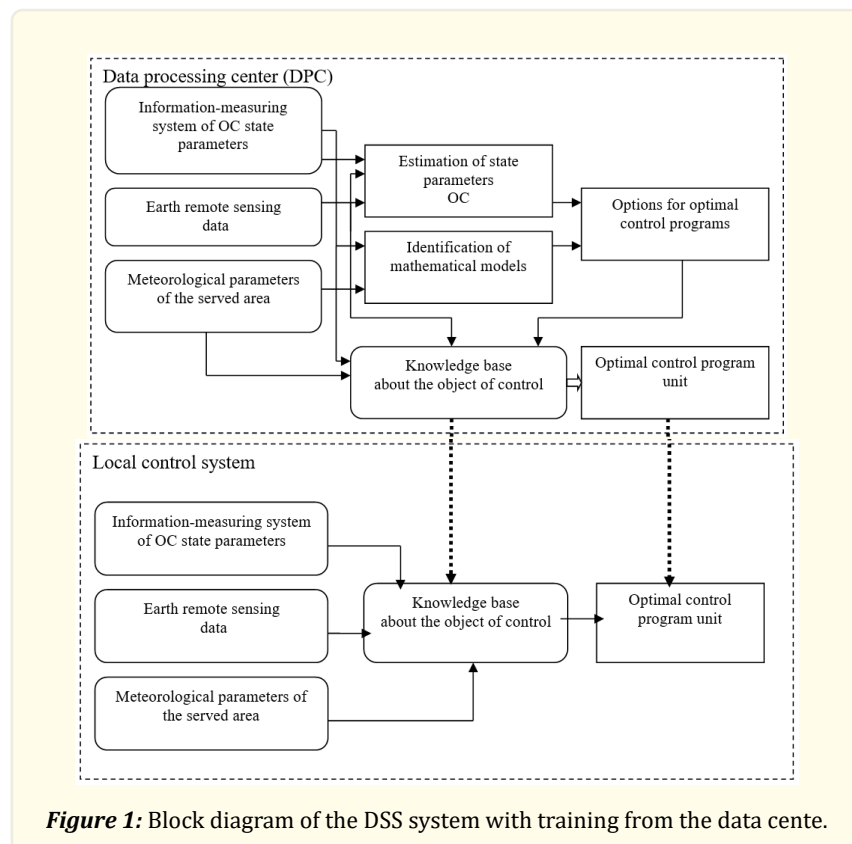 Data processing center (DPC)
Information-measuring
system of OC state
parameters
Earth remote sensing
data
Meteorological parameters
of the served area
Estimation of state
parameters
OC
Identification of
mathematical models
Options for optimal
control programs
Knowledge base
about the object of control
Optimal control program
unit
Local control system
Information-measuring system
of OC state parameters
Earth remote sensing
data
Meteorological parameters of
the served area
Knowledge base
about the object of control
Optimal control
program unit
Figure 1: Block diagram of the DSS system with training from the data cente.